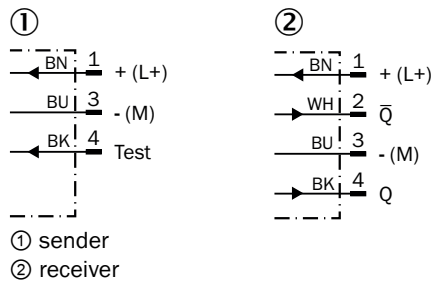 ① ②
BN 1 + (L+)
BU 3 - (M)
BK 4 Test
BN 1 + (L+)
WH 2 Q̅
BU 3 - (M)
BK 4 Q
① sender
② receiver